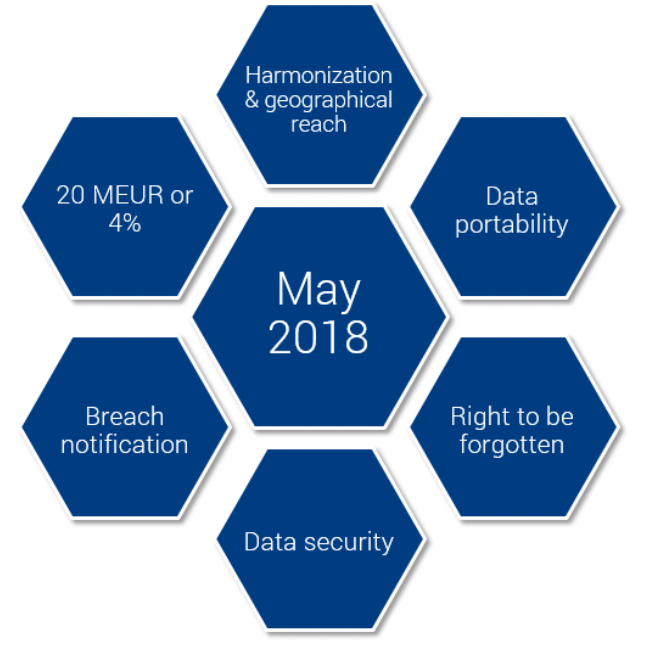 Harmonization
& geographical
reach
20 MEUR or
4%
Data
portability
May
2018
Breach
notification
Right to be
forgotten
Data security